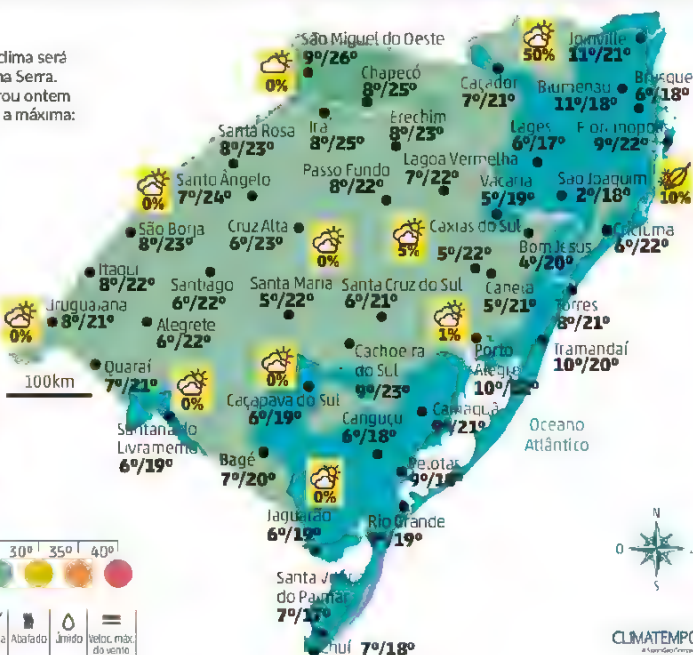 clima será
na Serra.
rou ontem
a máxima:
São Miguel do Oeste
9º/26º
0%
Chapecó
8º/25º
50%
Joinville
11º/21º
Caçador
7º/21º
Blumenau
11º/18º
Brusque
6º/18º
Santa Rosa
8º/23º
Iraí
8º/25º
Erechim
8º/23º
Lages
6º/17º
Florianópolis
9º/22º
Lagoa Vermelha
7º/22º
Passo Fundo
8º/22º
0%
Santo Ângelo
7º/24º
Vacaria
5º/19º
São Joaquim
2º/18º
10%
São Borja
8º/23º
Cruz Alta
6º/23º
0%
5%
Caxias do Sul
5º/22º
Bom Jesus
4º/20º
Criciúma
6º/22º
Itaqui
8º/22º
Santiago
6º/22º
Santa Maria
5º/22º
Santa Cruz do Sul
6º/21º
Canela
5º/21º
Torres
8º/21º
0%
Uruguaiana
8º/21º
Alegrete
6º/22º
1%
Cachoeira
do Sul
9º/23º
Porto
Alegre
Tramandaí
10º/20º
Quaraí
7º/21º
100km
0%
0%
Caçapava do Sul
6º/19º
Canguçu
6º/18º
Camaquã
Oceano
Atlântico
Santana do
Livramento
6º/19º
Bagé
7º/20º
0%
Pelotas
Jaguarão
6º/19º
Rio Grande
19º
30º 35º 40º
Santa Vitória
do Palmar
7º/17º
Abafado
Úmido
Veloc. máx.
do vento
Chuí 7º/18º
N
O
S
CLIMATEMPO